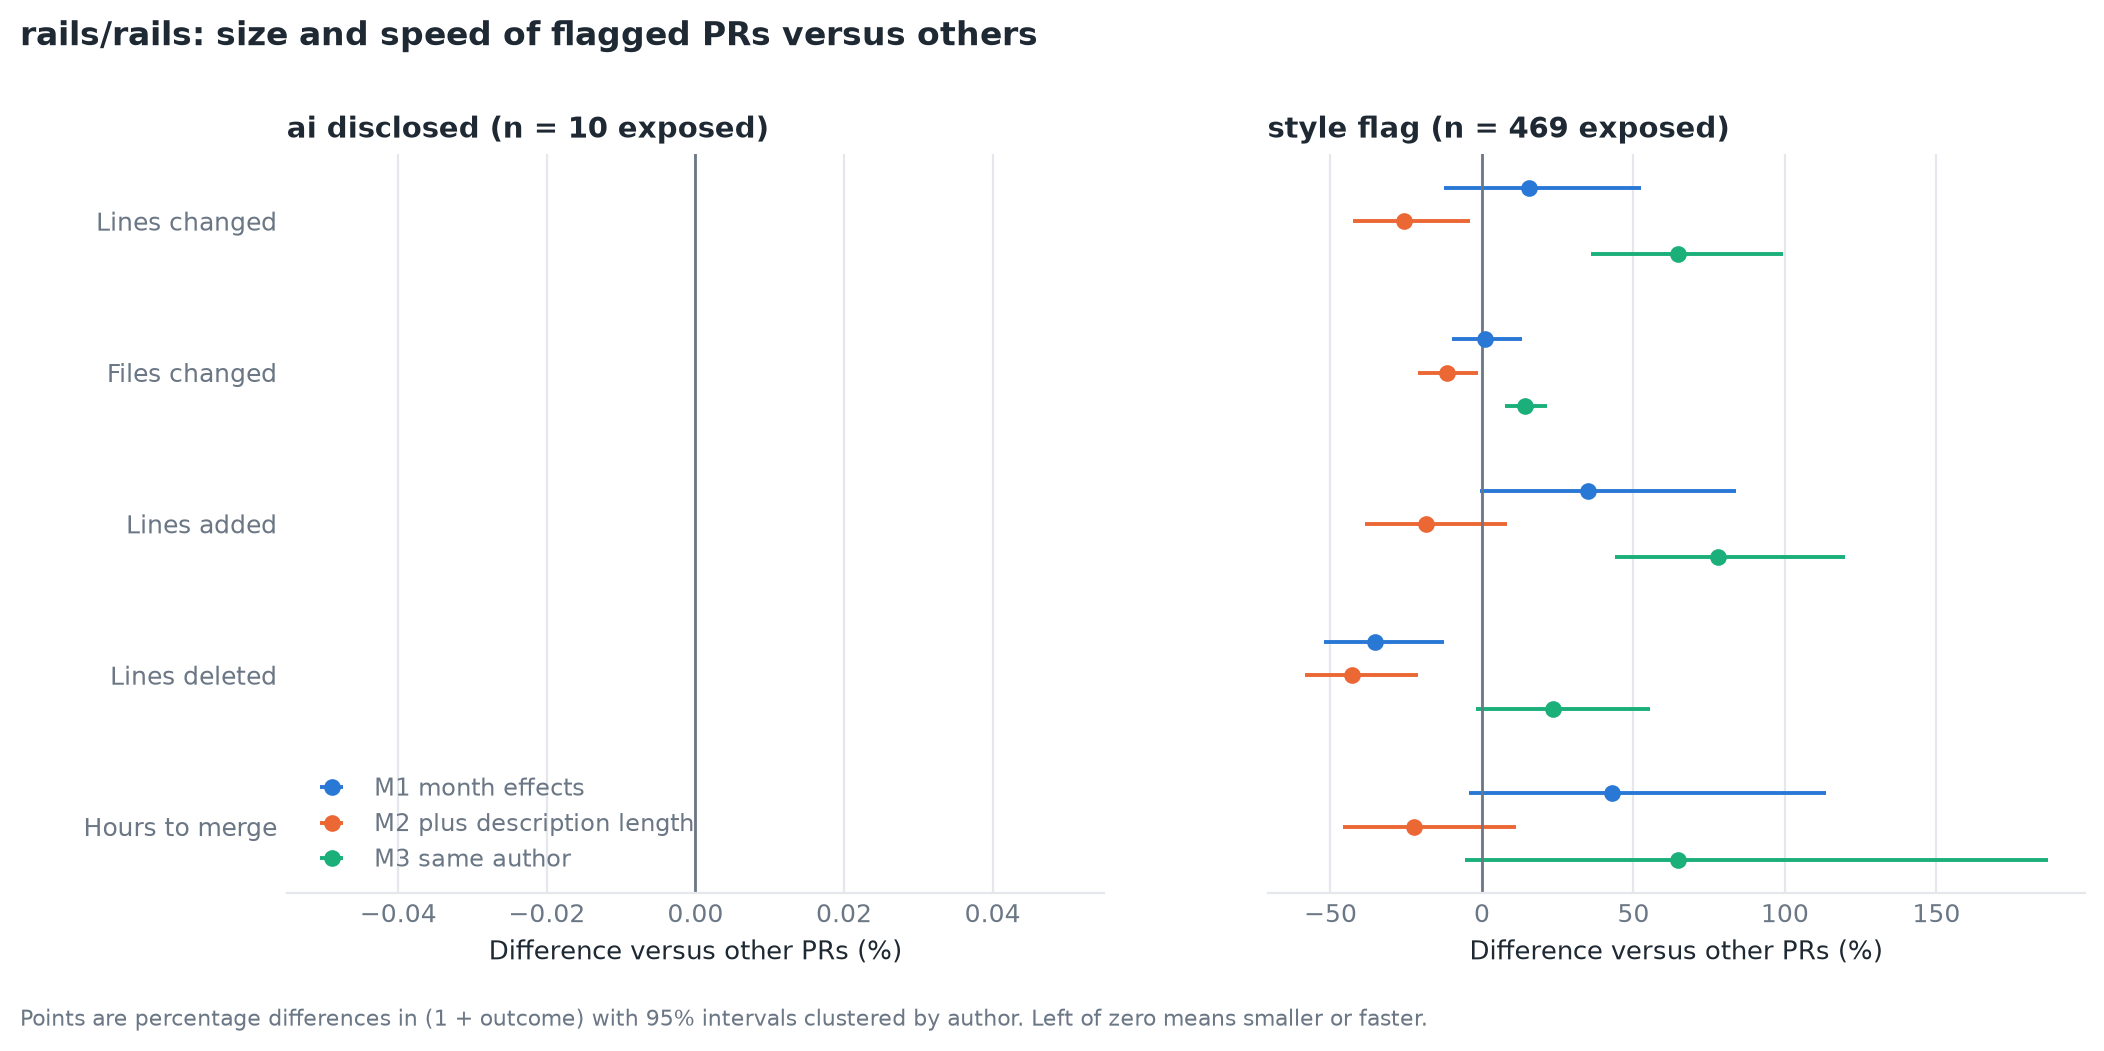 rails/rails: size and speed of flagged PRs versus others
ai disclosed (n = 10 exposed)
style flag (n = 469 exposed)
Lines changed
Files changed
Lines added
Lines deleted
Hours to merge
M1 month effects
M2 plus description length
M3 same author
−0.04 −0.02 0.00 0.02 0.04
−50 0 50 100 150
Difference versus other PRs (%)
Difference versus other PRs (%)
Points are percentage differences in (1 + outcome) with 95% intervals clustered by author. Left of zero means smaller or faster.